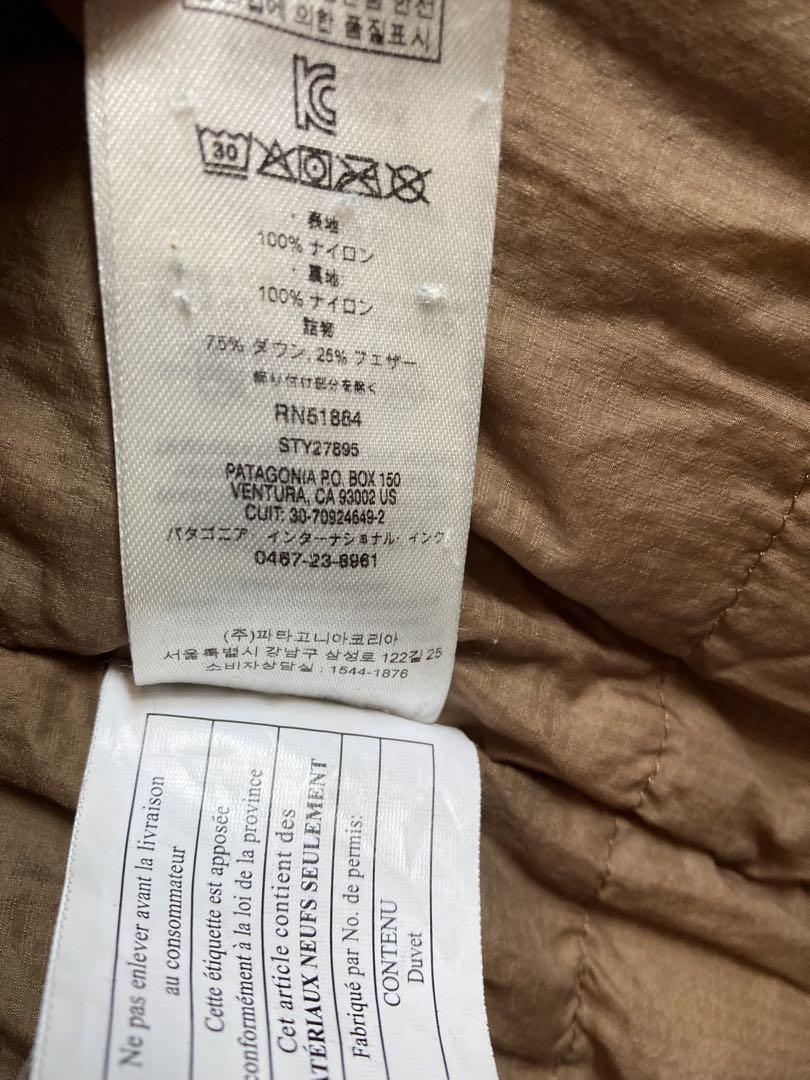 에 의한 품질표시
30
・表地
100% ナイロン
・裏地
100% ナイロン
詰物
75% ダウン, 25% フェザー
飾り付け部分を除く
RN51884
STY27895
PATAGONIA P.O. BOX 150
VENTURA, CA 93002 US
CUIT: 30-70924649-2
パタゴニア・インターナショナル・インク
0467-23-8961
(주)파타고니아코리아
서울특별시 강남구 삼성로 122길 25
소비자상담실 : 1544-1876
Ne pas enlever avant la livraison
au consommateur
Cette étiquette est apposée
conformément à la loi de la province
Cet article contient des
MATÉRIAUX NEUFS SEULEMENT
Fabriqué par No. de permis:
CONTENU
Duvet